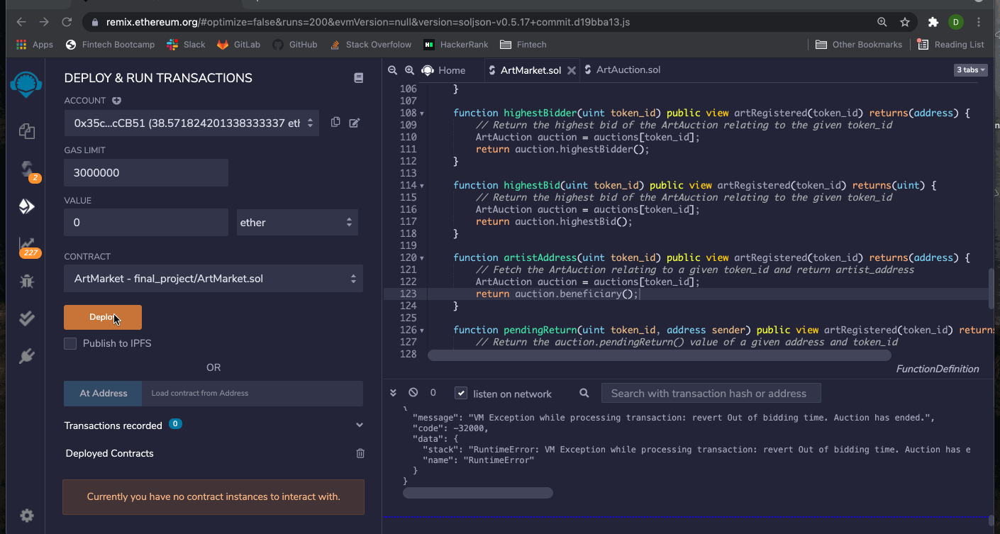 remix.ethereum.org/#optimize=false&runs=200&evmVersion=null&version=soljson-v0.5.17+commit.d19bba13.js
D
Apps Fintech Bootcamp Slack GitLab GitHub Stack Overfolow HackerRank Fintech Other Bookmarks Reading List
DEPLOY & RUN TRANSACTIONS
ACCOUNT
0x35c...cCB51 (38.571824201338333337 eth
GAS LIMIT
3000000
VALUE
0 ether
CONTRACT
ArtMarket - final_project/ArtMarket.sol
Deploy
Publish to IPFS
OR
At Address Load contract from Address
Transactions recorded 0
Deployed Contracts
Currently you have no contract instances to interact with.
2
227
Home ArtMarket.sol ArtAuction.sol 3 tabs
106 }
107
108 function highestBidder(uint token_id) public view artRegistered(token_id) returns(address) {
109 // Return the highest bid of the ArtAuction relating to the given token_id
110 ArtAuction auction = auctions[token_id];
111 return auction.highestBidder();
112 }
113
114 function highestBid(uint token_id) public view artRegistered(token_id) returns(uint) {
115 // Return the highest bid of the ArtAuction relating to the given token_id
116 ArtAuction auction = auctions[token_id];
117 return auction.highestBid();
118 }
119
120 function artistAddress(uint token_id) public view artRegistered(token_id) returns(address) {
121 // Fetch the ArtAuction relating to a given token_id and return artist_address
122 ArtAuction auction = auctions[token_id];
123 return auction.beneficiary();
124 }
125
126 function pendingReturn(uint token_id, address sender) public view artRegistered(token_id) returns
127 // Return the auction.pendingReturn() value of a given address and token_id
128
FunctionDefinition
0 listen on network Search with transaction hash or address
{
"message": "VM Exception while processing transaction: revert Out of bidding time. Auction has ended.",
"code": -32000,
"data": {
"stack": "RuntimeError: VM Exception while processing transaction: revert Out of bidding time. Auction has e
"name": "RuntimeError"
}
}